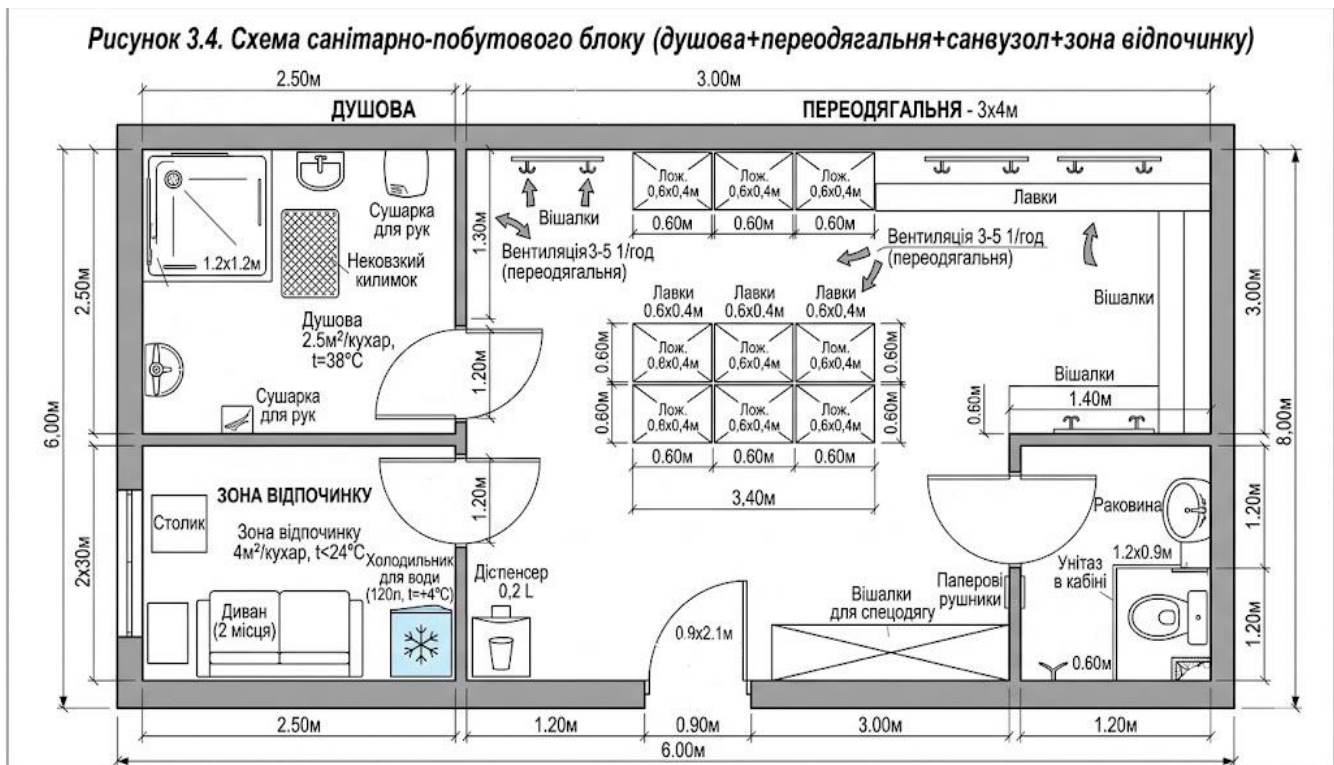 Рисунок 3.4. Схема санітарно-побутового блоку (душова+переодягальня+санвузол+зона відпочинку)
2.50м
3.00м
ДУШОВА
ПЕРЕОДЯГАЛЬНЯ - 3х4м
6,00м
2.50м
2х30м
1.2х1.2м
Сушарка
для рук
Нековзкий
килимок
Душова
2.5м²/кухар,
t=38°C
Сушарка
для рук
1.30м
1.20м
1.20м
Вішалки
Вентиляція 3-5 1/год
(переодягальня)
Лож.
0,6х0,4м
Лож.
0,6х0,4м
Лож.
0,6х0,4м
0.60м
0.60м
0.60м
Лавки
Вентиляція 3-5 1/год
(переодягальня)
Вішалки
Лавки
0.6х0.4м
Лавки
0.6х0.4м
Лавки
0.6х0,4м
0.60м
Лож.
0,8х0,4м
Лож.
0,6х0,4м
Лом.
0,6х0,4м
0.60м
0.60м
Лож.
0,8х0,4м
Лож.
0,6х0,4м
Лож.
0,6х0,4м
0.60м
0.60м
0.60м
0.60м
3,40м
Вішалки
1.40м
0.60м
3.00м
8,00м
1.20м
1.20м
ЗОНА ВІДПОЧИНКУ
Столик
Зона відпочинку
4м²/кухар, t<24°C
Холодильник
для води
(120л, t=+4°C)
Диван
(2 місця)
Діспенсер
0,2 L
0.9х2.1м
Вішалки
для спецодягу
Паперові
рушники
Раковина
1.2х0.9м
Унітаз
в кабіні
0.60м
2.50м
1.20м
0.90м
3.00м
1.20м
6.00м